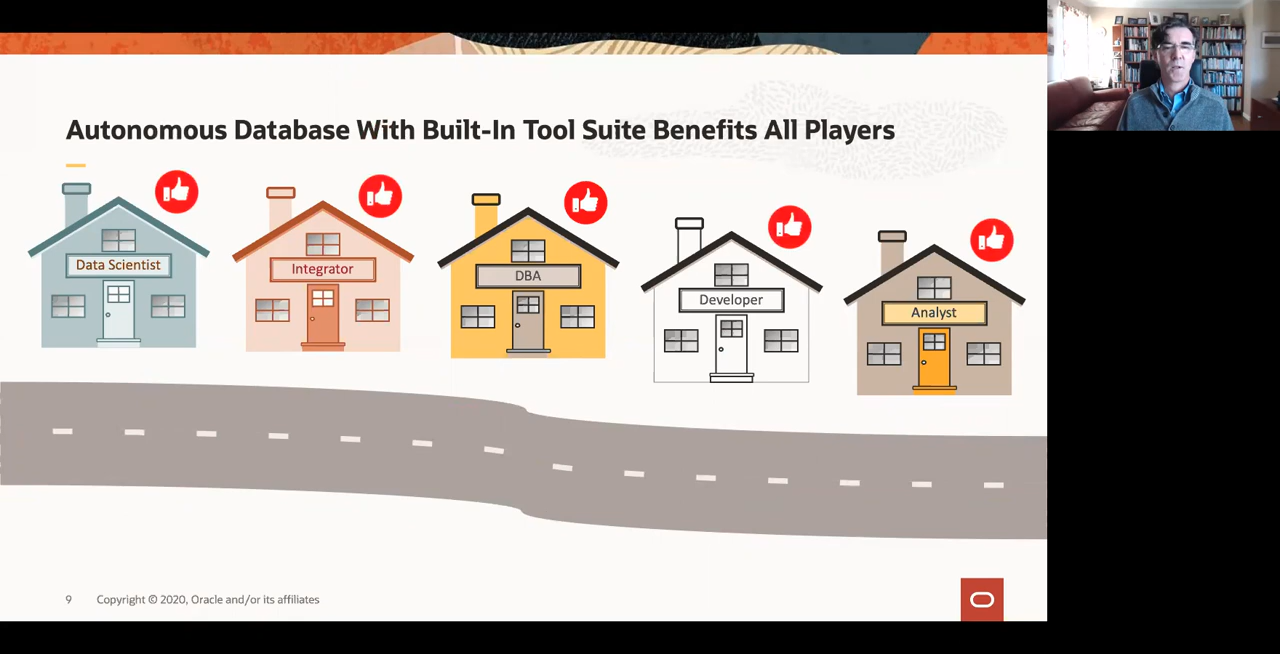 Autonomous Database With Built-In Tool Suite Benefits All Players
Data Scientist
Integrator
DBA
Developer
Analyst
9 Copyright © 2020, Oracle and/or its affiliates